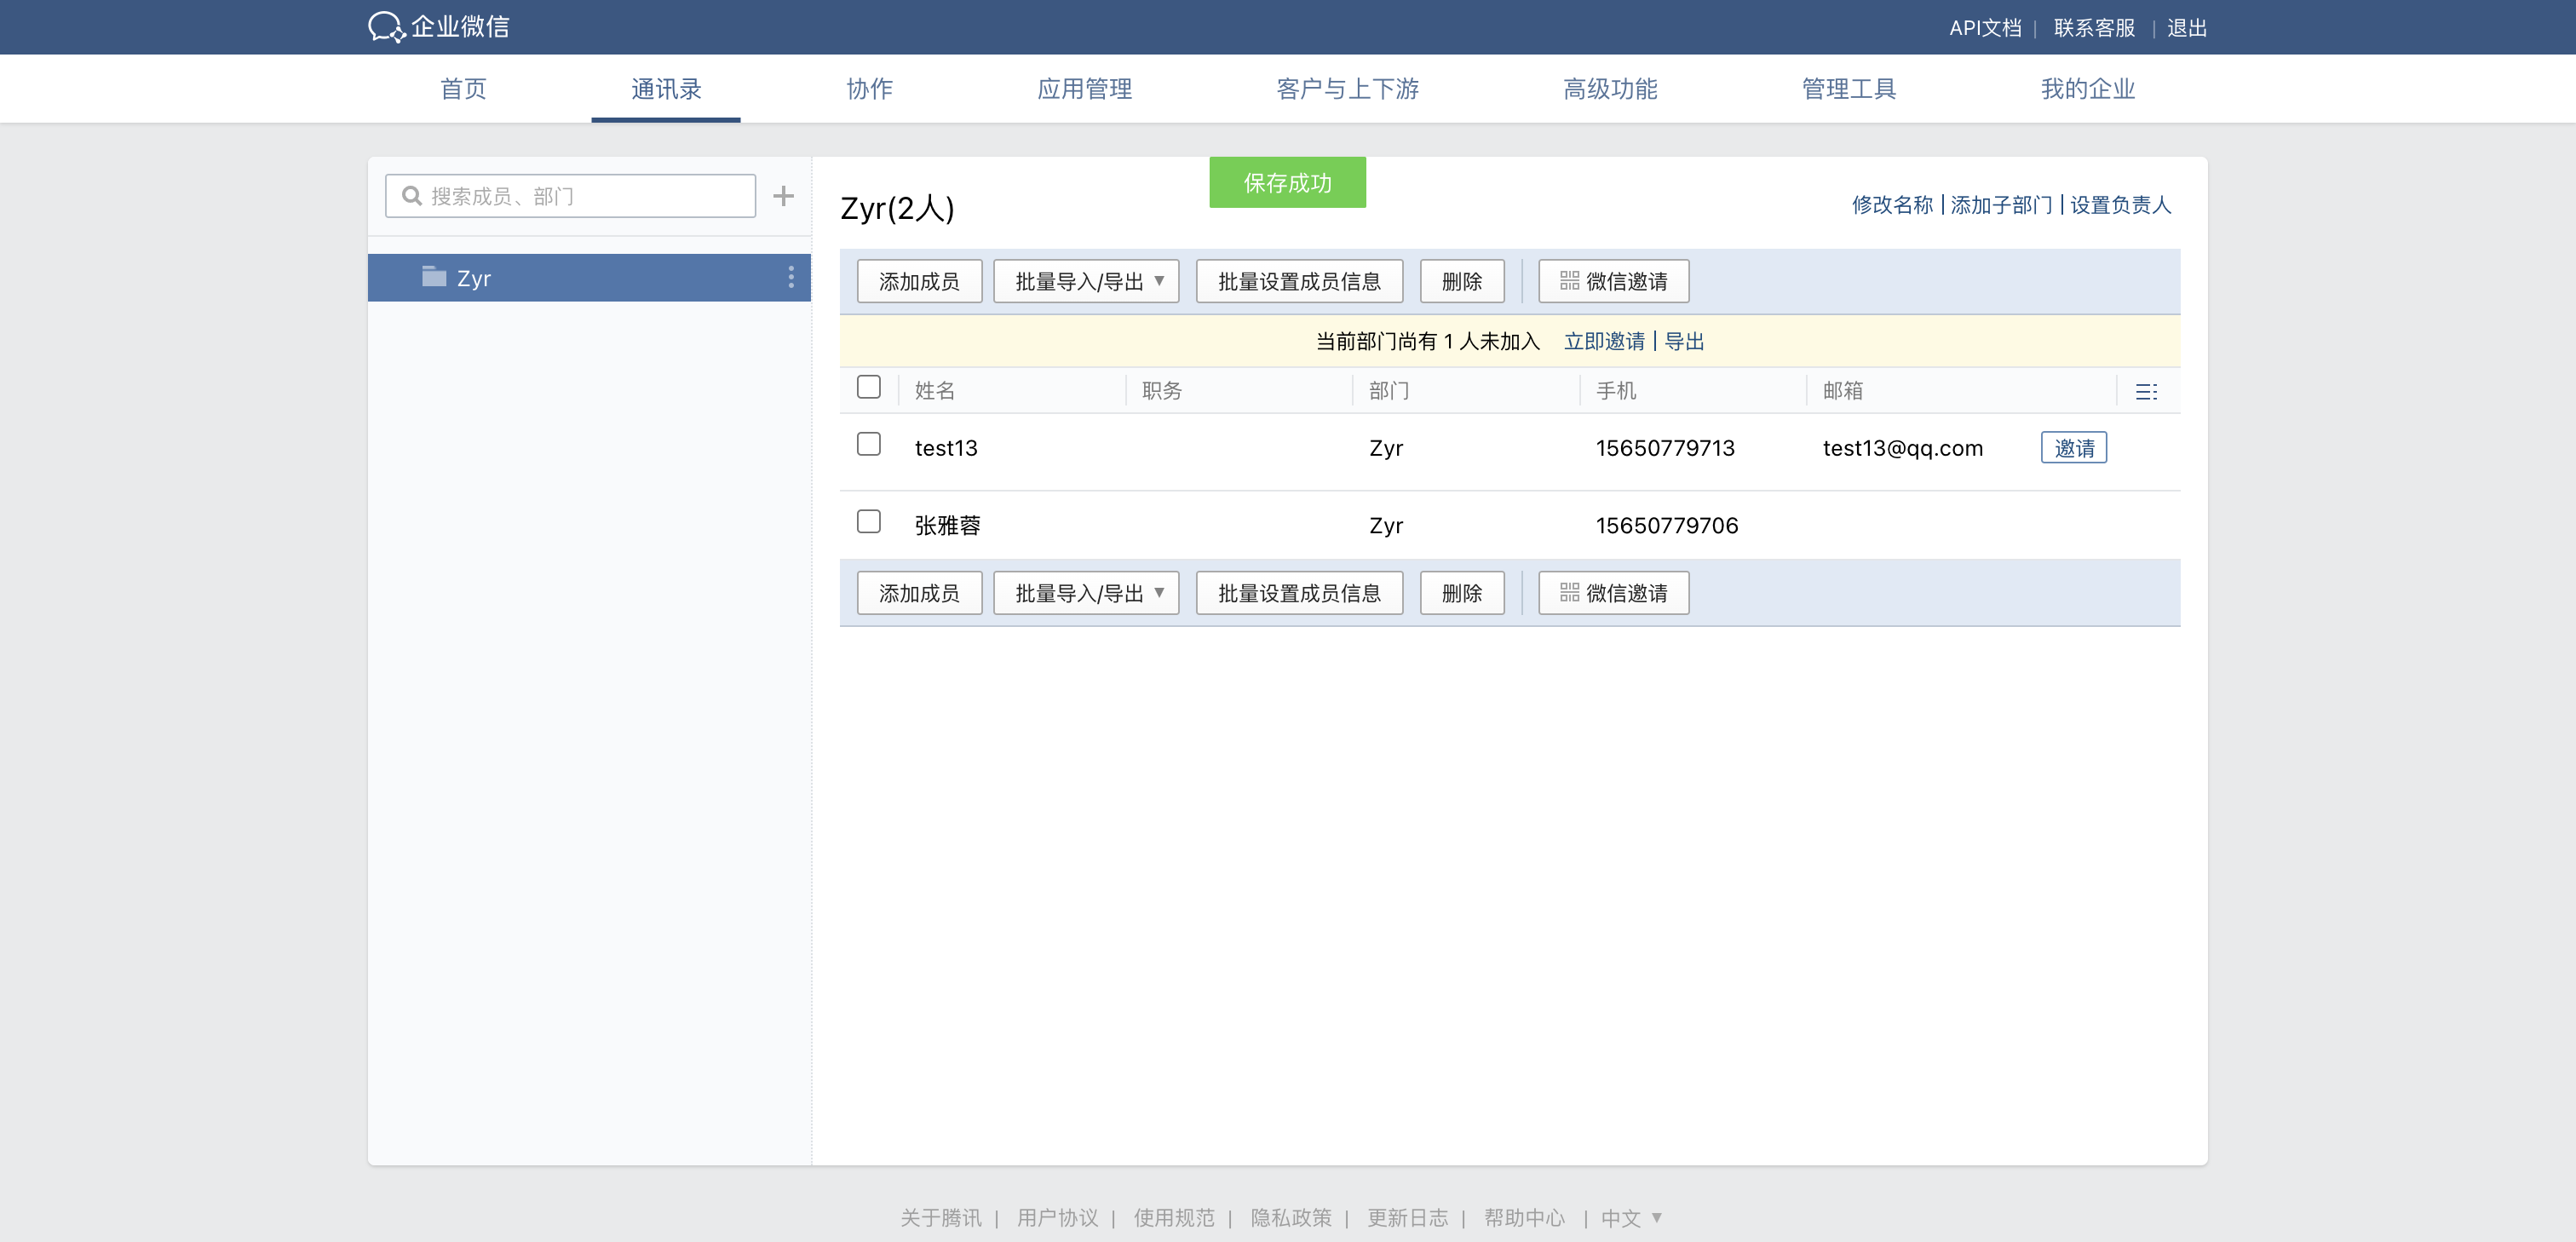 企业微信
API文档 | 联系客服 | 退出
首页 通讯录 协作 应用管理 客户与上下游 高级功能 管理工具 我的企业
搜索成员、部门
Zyr
保存成功
Zyr(2人)
修改名称 | 添加子部门 | 设置负责人
添加成员 批量导入/导出 批量设置成员信息 删除 微信邀请
当前部门尚有 1 人未加入 立即邀请 | 导出
姓名 职务 部门 手机 邮箱
test13 Zyr 15650779713 test13@qq.com 邀请
张雅蓉 Zyr 15650779706
添加成员 批量导入/导出 批量设置成员信息 删除 微信邀请
关于腾讯 | 用户协议 | 使用规范 | 隐私政策 | 更新日志 | 帮助中心 | 中文